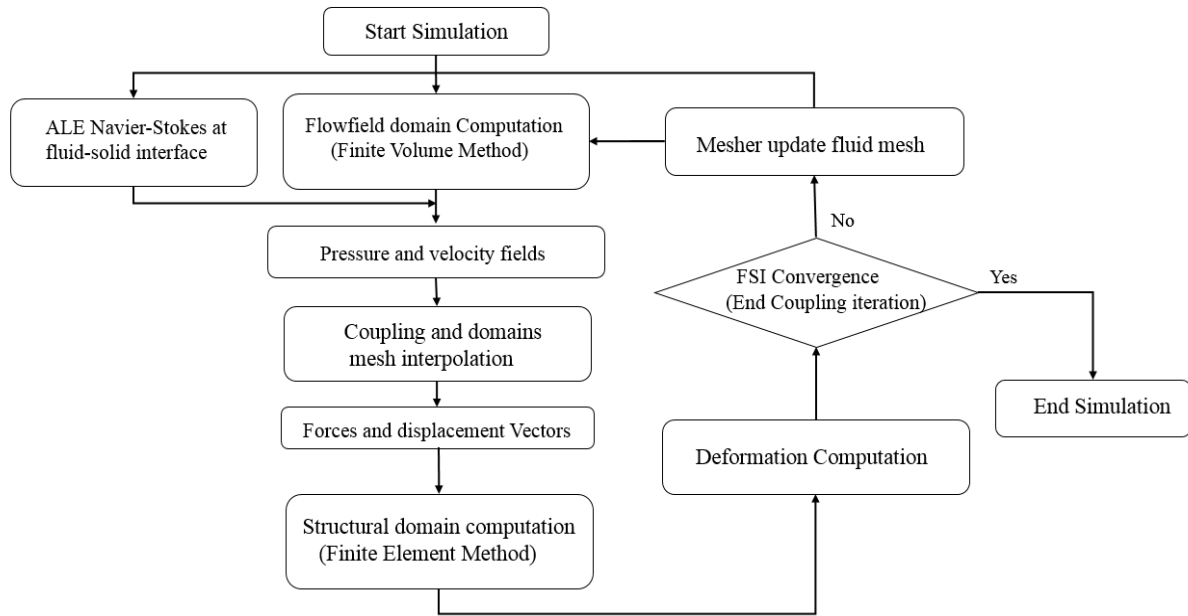 Start Simulation
ALE Navier-Stokes at
fluid-solid interface
Flowfield domain Computation
(Finite Volume Method)
Mesher update fluid mesh
Pressure and velocity fields
No
FSI Convergence
(End Coupling iteration)
Yes
Coupling and domains
mesh interpolation
End Simulation
Forces and displacement Vectors
Deformation Computation
Structural domain computation
(Finite Element Method)